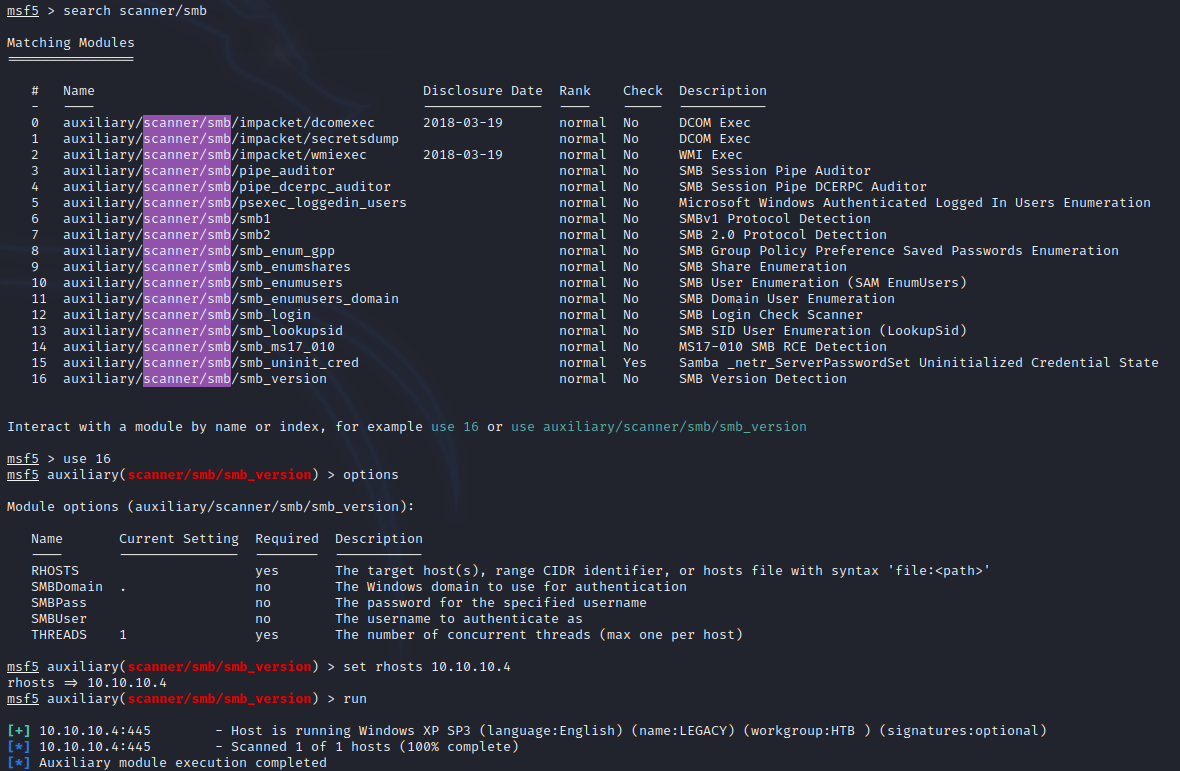 msf5 > search scanner/smb
Matching Modules
================
#  Name  Disclosure Date  Rank  Check  Description
-  ----  ---------------  ----  -----  -----------
0  auxiliary/scanner/smb/impacket/dcomexec  2018-03-19  normal  No  DCOM Exec
1  auxiliary/scanner/smb/impacket/secretsdump  normal  No  DCOM Exec
2  auxiliary/scanner/smb/impacket/wmiexec  2018-03-19  normal  No  WMI Exec
3  auxiliary/scanner/smb/pipe_auditor  normal  No  SMB Session Pipe Auditor
4  auxiliary/scanner/smb/pipe_dcerpc_auditor  normal  No  SMB Session Pipe DCERPC Auditor
5  auxiliary/scanner/smb/psexec_loggedin_users  normal  No  Microsoft Windows Authenticated Logged In Users Enumeration
6  auxiliary/scanner/smb/smb1  normal  No  SMBv1 Protocol Detection
7  auxiliary/scanner/smb/smb2  normal  No  SMB 2.0 Protocol Detection
8  auxiliary/scanner/smb/smb_enum_gpp  normal  No  SMB Group Policy Preference Saved Passwords Enumeration
9  auxiliary/scanner/smb/smb_enumshares  normal  No  SMB Share Enumeration
10  auxiliary/scanner/smb/smb_enumusers  normal  No  SMB User Enumeration (SAM EnumUsers)
11  auxiliary/scanner/smb/smb_enumusers_domain  normal  No  SMB Domain User Enumeration
12  auxiliary/scanner/smb/smb_login  normal  No  SMB Login Check Scanner
13  auxiliary/scanner/smb/smb_lookupsid  normal  No  SMB SID User Enumeration (LookupSid)
14  auxiliary/scanner/smb/smb_ms17_010  normal  No  MS17-010 SMB RCE Detection
15  auxiliary/scanner/smb/smb_uninit_cred  normal  Yes  Samba _netr_ServerPasswordSet Uninitialized Credential State
16  auxiliary/scanner/smb/smb_version  normal  No  SMB Version Detection
Interact with a module by name or index, for example use 16 or use auxiliary/scanner/smb/smb_version
msf5 > use 16
msf5 auxiliary(scanner/smb/smb_version) > options
Module options (auxiliary/scanner/smb/smb_version):
Name  Current Setting  Required  Description
----  ---------------  --------  -----------
RHOSTS  yes  The target host(s), range CIDR identifier, or hosts file with syntax 'file:<path>'
SMBDomain  .  no  The Windows domain to use for authentication
SMBPass  no  The password for the specified username
SMBUser  no  The username to authenticate as
THREADS  1  yes  The number of concurrent threads (max one per host)
msf5 auxiliary(scanner/smb/smb_version) > set rhosts 10.10.10.4
rhosts => 10.10.10.4
msf5 auxiliary(scanner/smb/smb_version) > run
[+] 10.10.10.4:445  - Host is running Windows XP SP3 (language:English) (name:LEGACY) (workgroup:HTB ) (signatures:optional)
[*] 10.10.10.4:445  - Scanned 1 of 1 hosts (100% complete)
[*] Auxiliary module execution completed